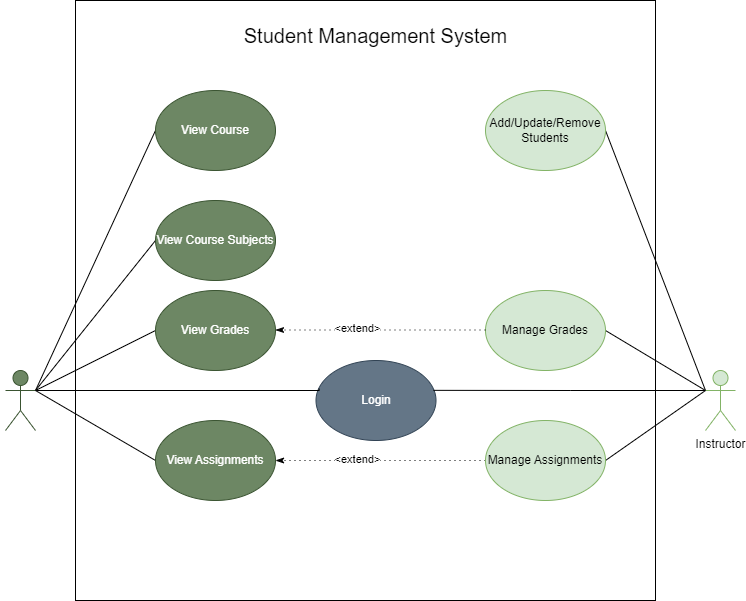 Student Management System
View Course
Add/Update/Remove
Students
View Course Subjects
View Grades
<extend>
Manage Grades
Login
View Assignments
<extend>
Manage Assignments
Instructor